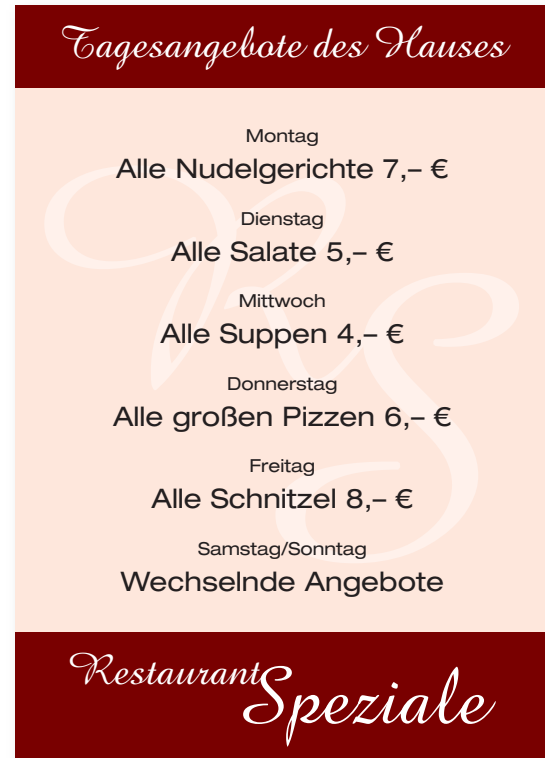 Tagesangebote des Hauses
Montag
Alle Nudelgerichte 7,– €
Dienstag
Alle Salate 5,– €
Mittwoch
Alle Suppen 4,– €
Donnerstag
Alle großen Pizzen 6,– €
Freitag
Alle Schnitzel 8,– €
Samstag/Sonntag
Wechselnde Angebote
Restaurant
Speziale
RS